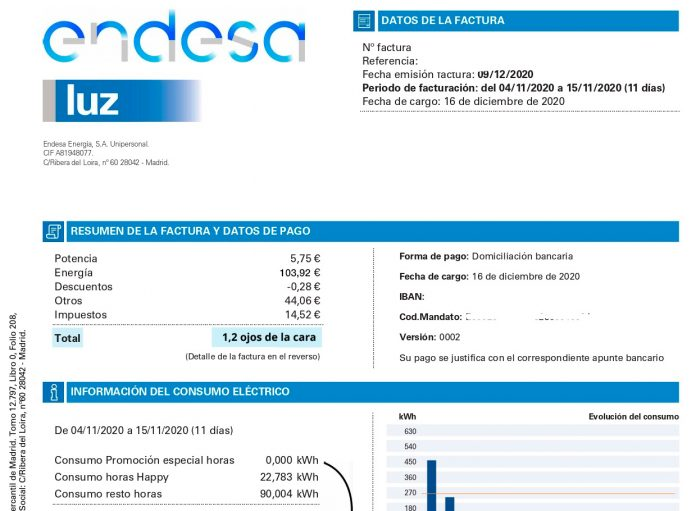 endesa
luz
Endesa Energía, S.A. Unipersonal.
CIF A81948077.
C/Ribera del Loira, nº 60 28042 - Madrid.
DATOS DE LA FACTURA
Nº factura
Referencia:
Fecha emisión factura: 09/12/2020
Periodo de facturación: del 04/11/2020 a 15/11/2020 (11 días)
Fecha de cargo: 16 de diciembre de 2020
RESUMEN DE LA FACTURA Y DATOS DE PAGO
Potencia 5,75 €
Energía 103,92 €
Descuentos -0,28 €
Otros 44,06 €
Impuestos 14,52 €
Total 1,2 ojos de la cara
(Detalle de la factura en el reverso)
Forma de pago: Domiciliación bancaria
Fecha de cargo: 16 de diciembre de 2020
IBAN:
Cod.Mandato:
Versión: 0002
Su pago se justifica con el correspondiente apunte bancario
INFORMACIÓN DEL CONSUMO ELÉCTRICO
De 04/11/2020 a 15/11/2020 (11 días)
Consumo Promoción especial horas 0,000 kWh
Consumo horas Happy 22,783 kWh
Consumo resto horas 90,004 kWh
kWh Evolución del consumo
630
540
450
360
270
180
ercantil de Madrid. Tomo 12.797, Libro 0, Folio 208,
Social: C/Ribera del Loira, nº60 28042 - Madrid.